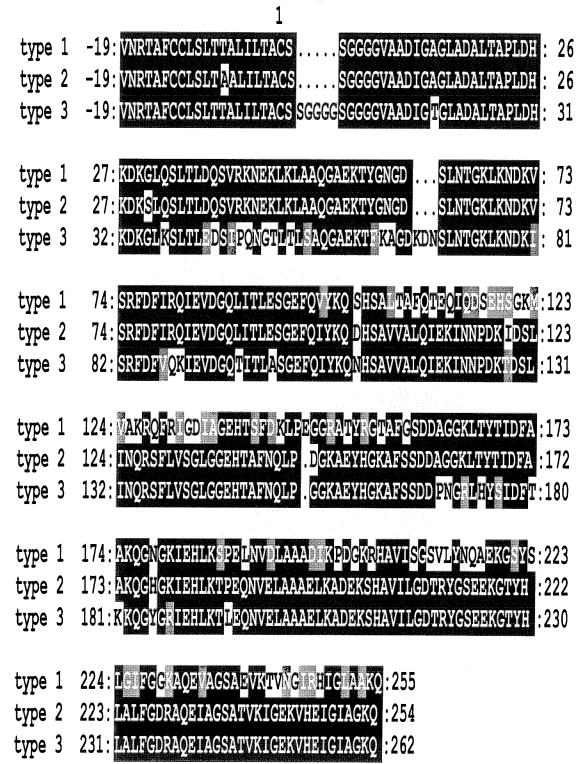 1
type 1 -19:VNRTAFCCLSLTTALILTACS.....SGGGGVAADIGAGLADALTAPLDH: 26
type 2 -19:VNRTAFCCLSLTAALILTACS.....SGGGGVAADIGAGLADALTAPLDH: 26
type 3 -19:VNRTAFCCLSLTTALILTACSSGGGGSGGGGVAADIGTGLADALTAPLDH: 31
type 1 27:KDKGLQSLTLDQSVRKNEKLKLAAQGAEKTYGNGD...SLNTGKLKNDKV: 73
type 2 27:KDKSLQSLTLDQSVRKNEKLKLAAQGAEKTYGNGD...SLNTGKLKNDKV: 73
type 3 32:KDKGLKSLTLEDSIPQNGTLTLSAQGAEKTFKAGDKDNSLNTGKLKNDKI: 81
type 1 74:SRFDFIRQIEVDGQLITLESGEFQVYKQSHSALTAFQTEQIQDSEHSGKM:123
type 2 74:SRFDFIRQIEVDGQLITLESGEFQIYKQDHSAVVALQIEKINNPDKIDSL:123
type 3 82:SRFDFVQKIEVDGQTITLASGEFQIYKQNHSAVVALQIEKINNPDKTDSL:131
type 1 124:VAKRQFRIGDIAGEHTSFDKLPEGGRATYRGTAFGSDDAGGKLTYTIDFA:173
type 2 124:INQRSFLVSGLGGEHTAFNQLP.DGKAEYHGKAFSSDDAGGKLTYTIDFA:172
type 3 132:INQRSFLVSGLGGEHTAFNQLP.GGKAEYHGKAFSSDDPNGRLHYSIDFT:180
type 1 174:AKQGNGKIEHLKSPELNVDLAAADIKPDGKRHAVISGSVLYNQAEKGSYS:223
type 2 173:AKQGHGKIEHLKTPEQNVELAAAELKADEKSHAVILGDTRYGSEEKGTYH:222
type 3 181:KKQGYGRIEHLKTLEQNVELAAAELKADEKSHAVILGDTRYGSEEKGTYH:230
type 1 224:LGIFGGKAQEVAGSAEVKTVNGIRHIGLAAKQ:255
type 2 223:LALFGDRAQEIAGSATVKIGEKVHEIGIAGKQ:254
type 3 231:LALFGDRAQEIAGSATVKIGEKVHEIGIAGKQ:262